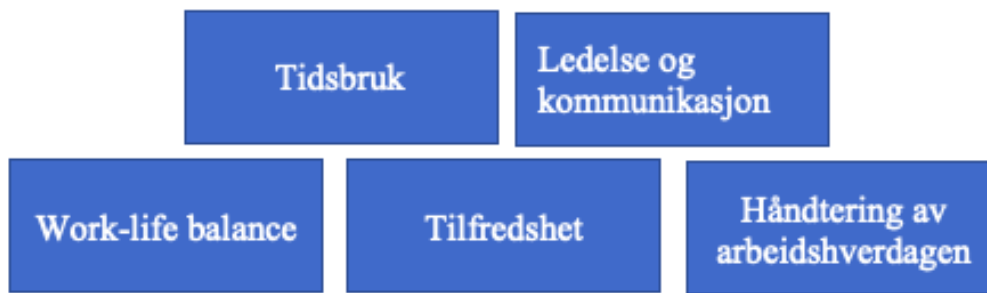 Tidsbruk
Ledelse og
kommunikasjon
Work-life balance
Tilfredshet
Håndtering av
arbeidshverdagen